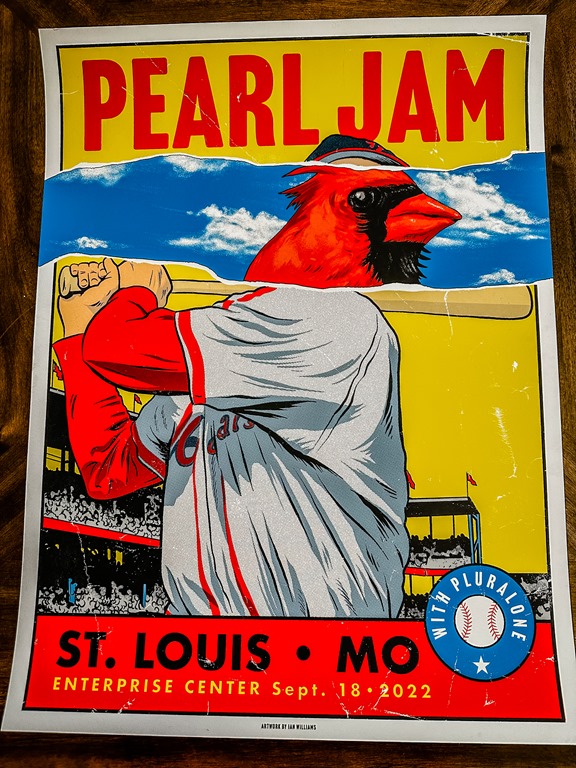 PEARL JAM
WITH PLURALONE
ST. LOUIS • MO
ENTERPRISE CENTER Sept. 18 • 2022
ARTWORK BY IAN WILLIAMS